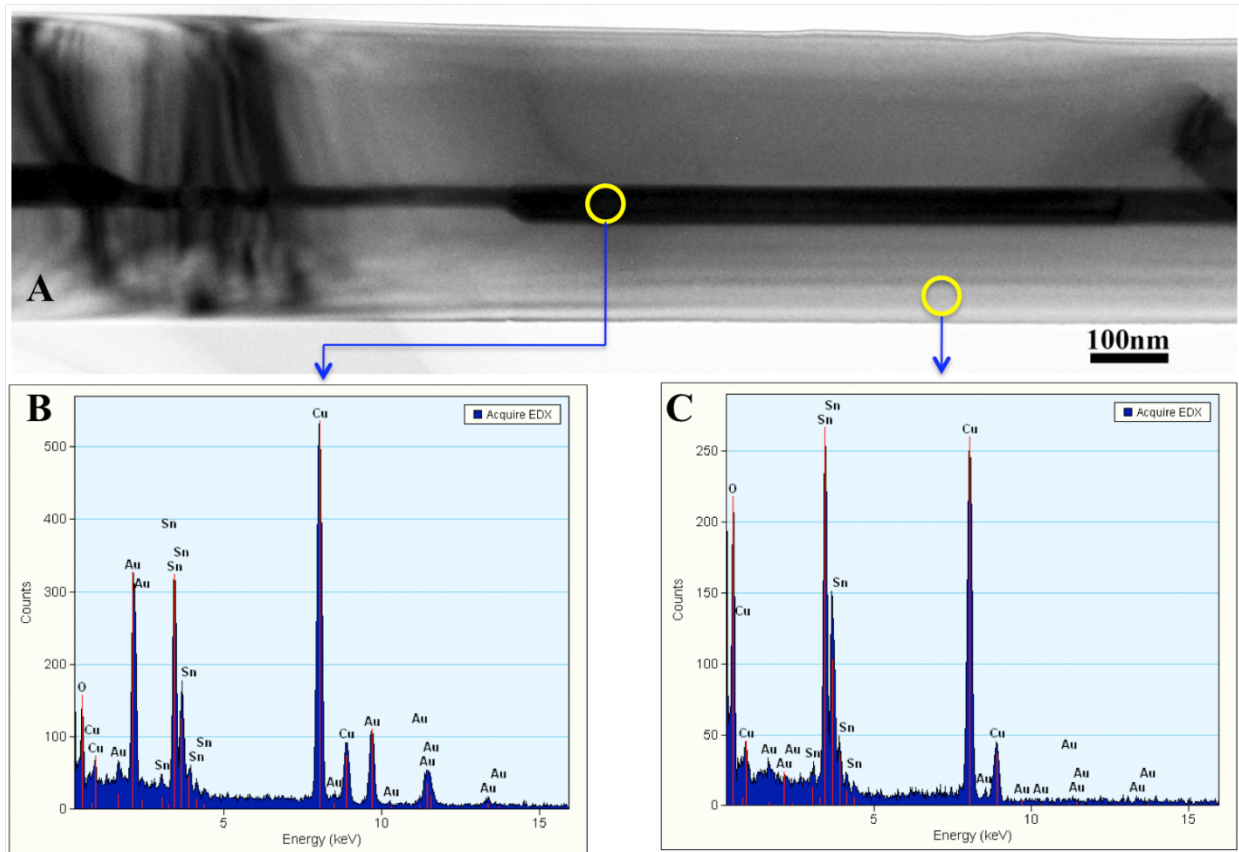 A
100nm
B
Acquire EDX
Cu
500
400
Sn
Au
Sn
Au
Sn
300
Counts
200
Sn
O
Au
Au
100
Cu
Cu
Au
Cu
Sn
Au
Sn
Sn
Au
Au
Au
Au
Au
0
5
10
15
Energy (keV)
C
Acquire EDX
Sn
Sn
Cu
250
O
200
Counts
150
Sn
Cu
100
50
Cu
Sn
Cu
Au
Au
Au
Sn
Sn
Au
Au
Au
Au
Au
Au
Au
0
5
10
15
Energy (keV)